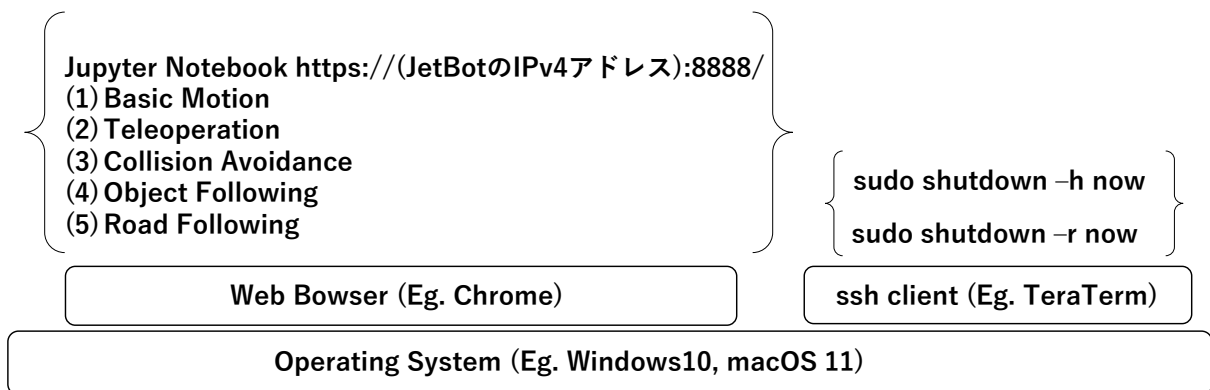 Jupyter Notebook https://(JetBotのIPv4アドレス):8888/
(1) Basic Motion
(2) Teleoperation
(3) Collision Avoidance
(4) Object Following
(5) Road Following
sudo shutdown –h now
sudo shutdown –r now
Web Bowser (Eg. Chrome)
ssh client (Eg. TeraTerm)
Operating System (Eg. Windows10, macOS 11)